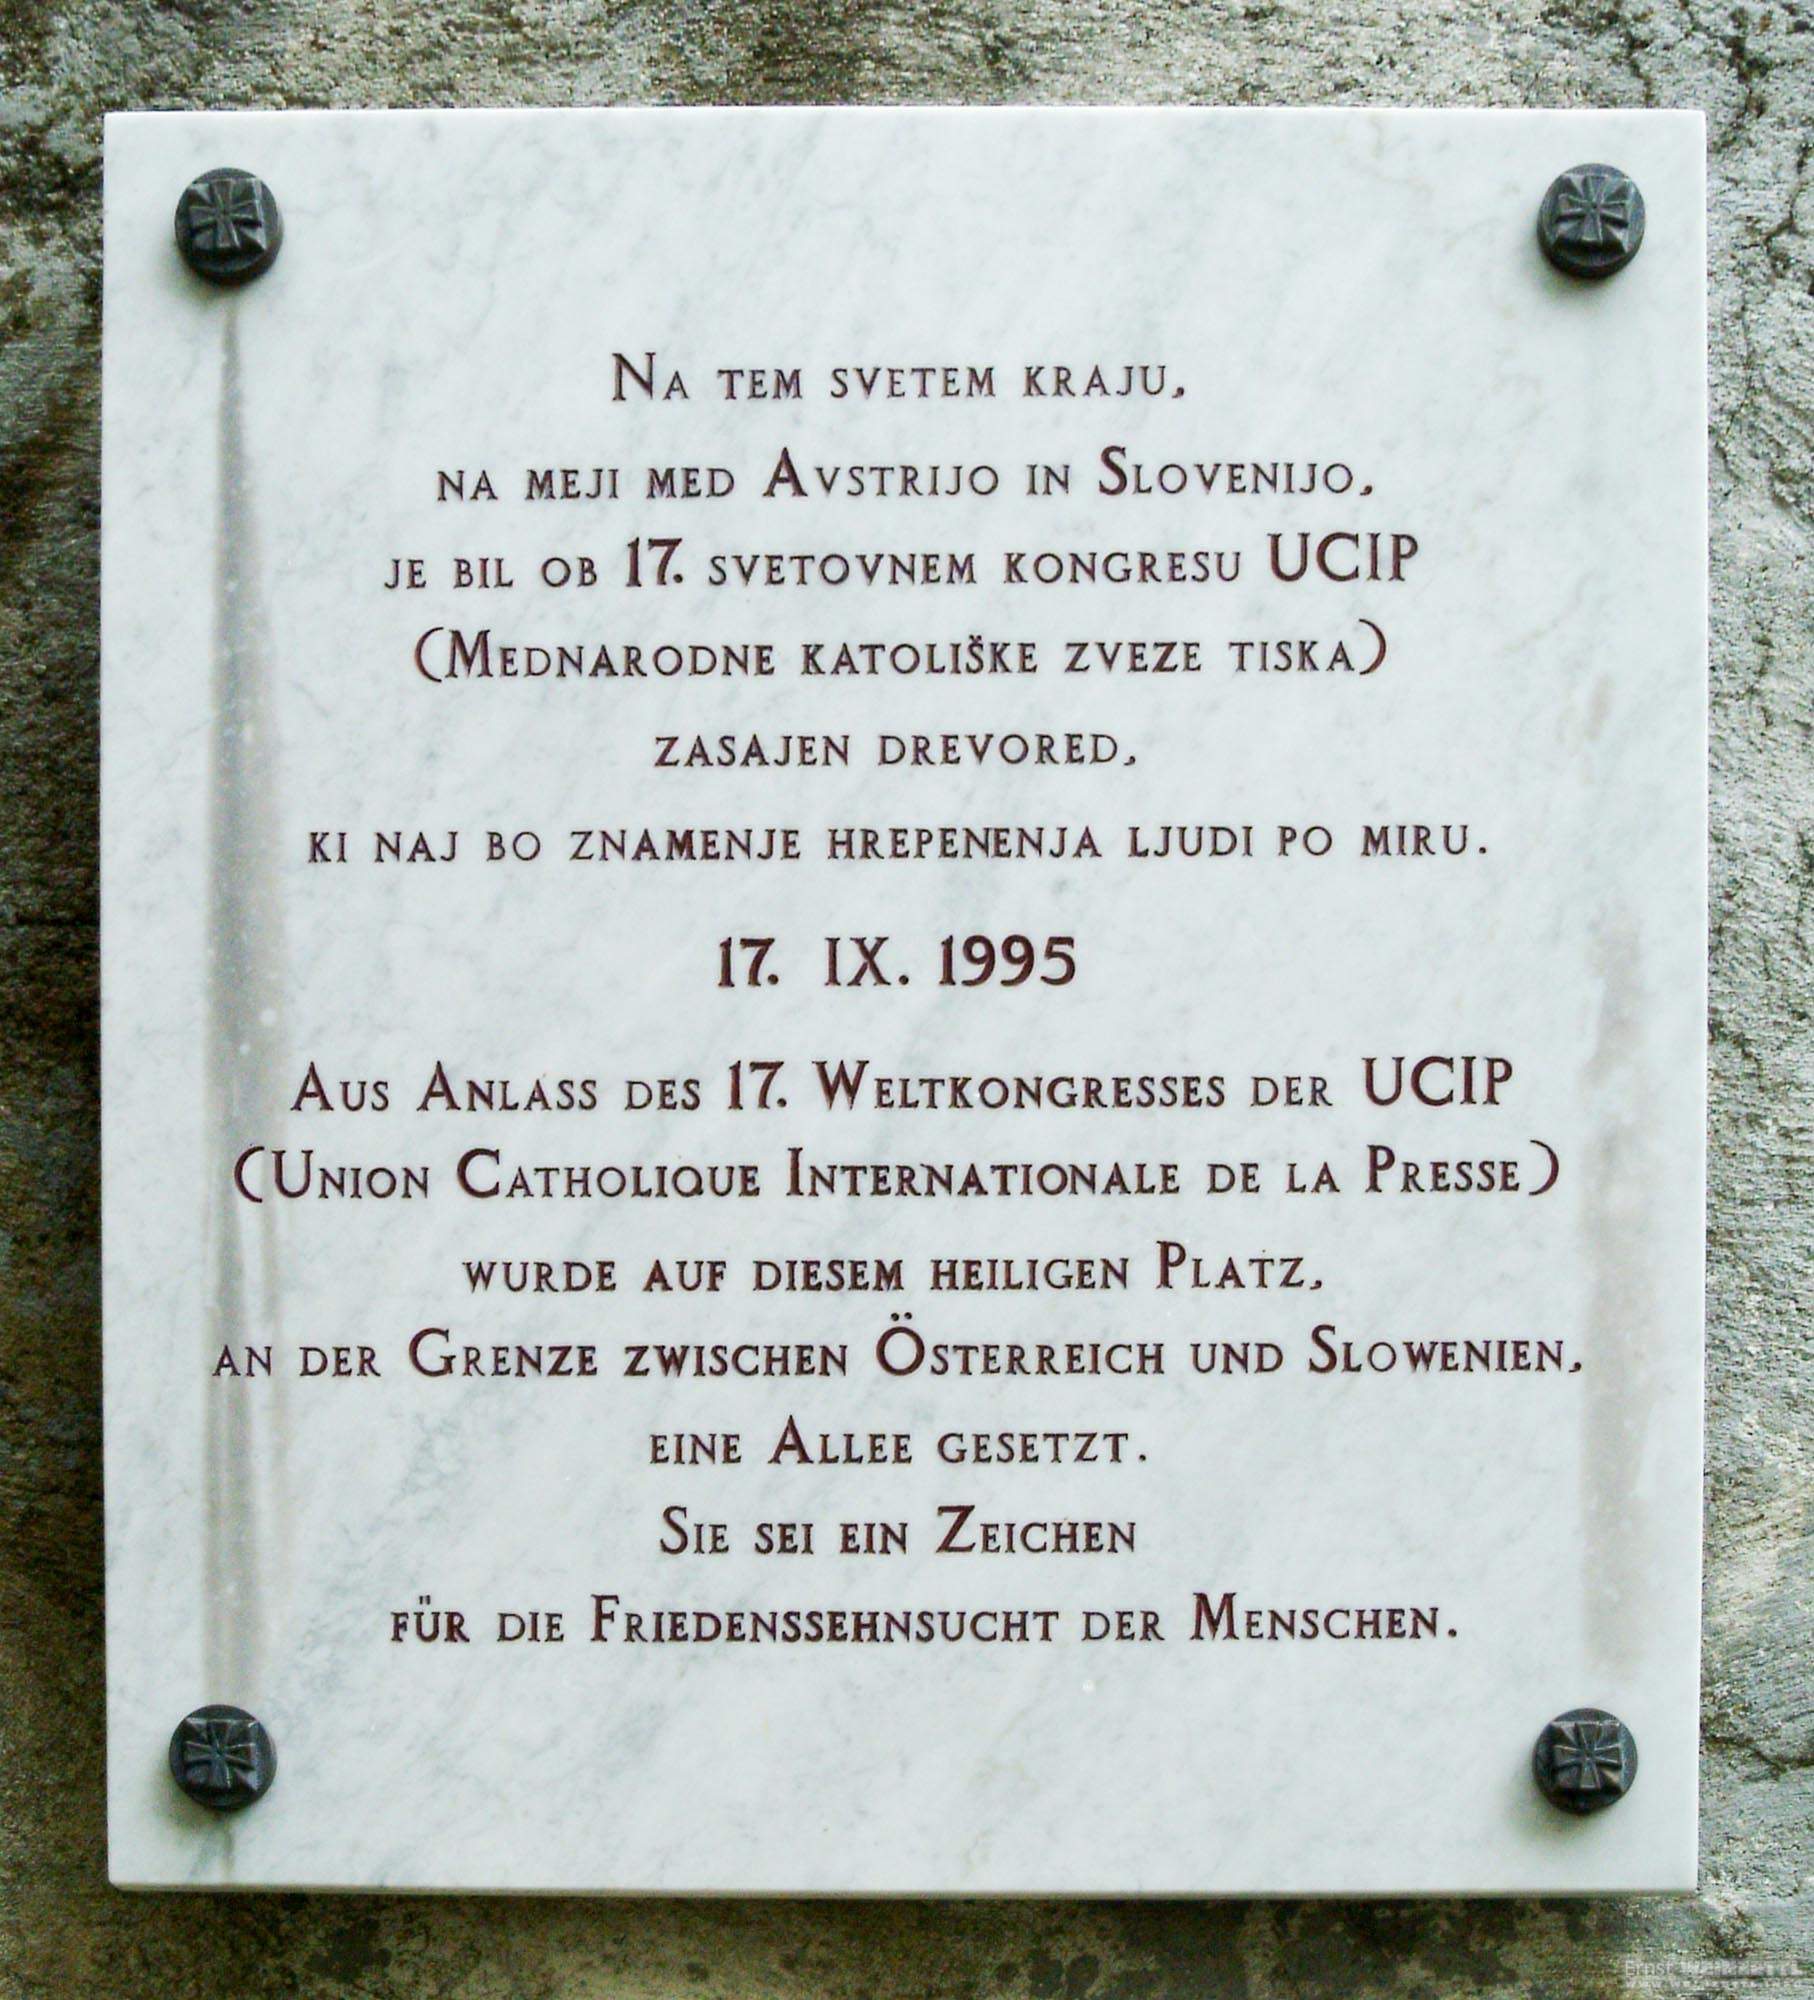 Na tem svetem kraju,
na meji med Avstrijo in Slovenijo,
je bil ob 17. svetovnem kongresu UCIP
(Mednarodne katoliške zveze tiska)
zasajen drevored,
ki naj bo znamenje hrepenenja ljudi po miru.
17. IX. 1995
Aus Anlass des 17. Weltkongresses der UCIP
(Union Catholique Internationale de la Presse)
wurde auf diesem heiligen Platz,
an der Grenze zwischen Österreich und Slowenien,
eine Allee gesetzt.
Sie sei ein Zeichen
für die Friedenssehnsucht der Menschen.
Ernst